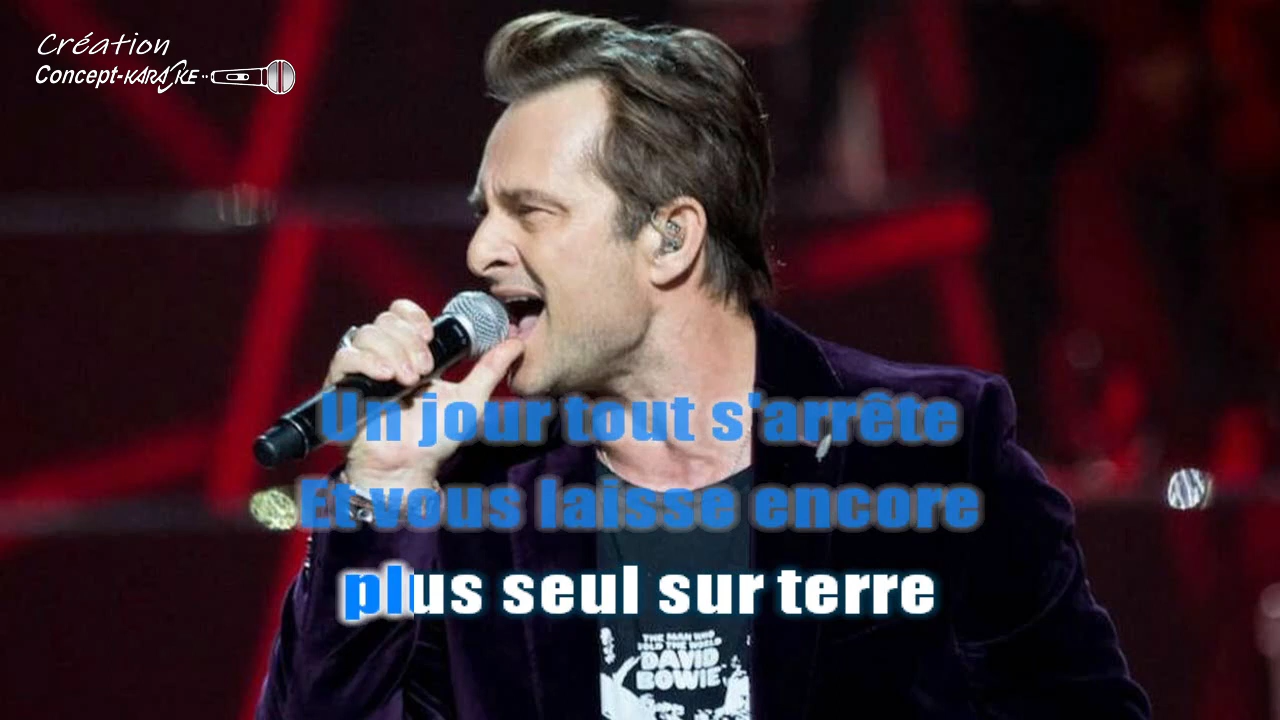 Création
Concept-KARAOKE
Un jour tout s'arrête
Et vous laisse encore
plus seul sur terre
THE MAN WHO
SOLD THE WORLD
DAVID
BOWIE